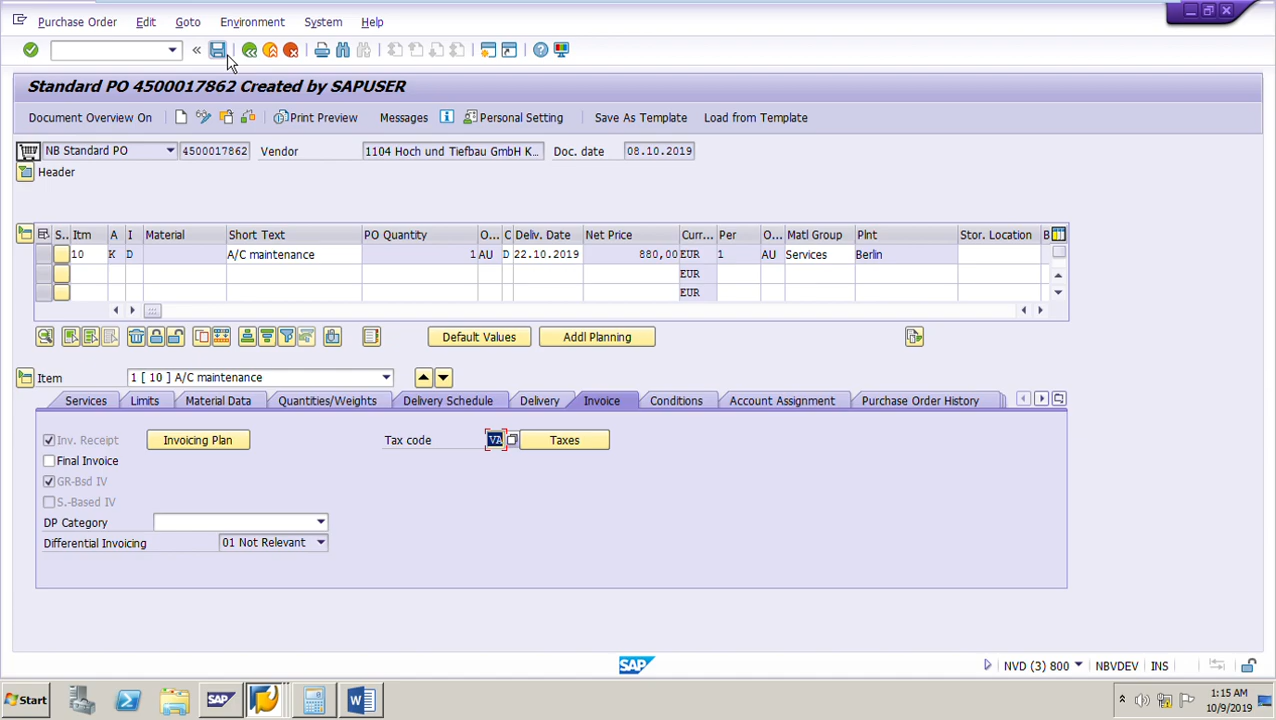 Purchase Order Edit Goto Environment System Help
«
Standard PO 4500017862 Created by SAPUSER
Document Overview On Print Preview Messages Personal Setting Save As Template Load from Template
NB Standard PO 4500017862 Vendor 1104 Hoch und Tiefbau GmbH K... Doc. date 08.10.2019
Header
S.. Itm A I Material Short Text PO Quantity O... C Deliv. Date Net Price Curr... Per O... Matl Group Plnt Stor. Location B
10 K D A/C maintenance 1 AU D 22.10.2019 880,00 EUR 1 AU Services Berlin
EUR
EUR
Default Values Addl Planning
Item 1 [ 10 ] A/C maintenance
Services Limits Material Data Quantities/Weights Delivery Schedule Delivery Invoice Conditions Account Assignment Purchase Order History
Inv. Receipt Invoicing Plan Tax code VA Taxes
Final Invoice
GR-Bsd IV
S.-Based IV
DP Category
Differential Invoicing 01 Not Relevant
SAP NVD (3) 800 NBVDEV INS
Start SAP W 1:15 AM
10/9/2019